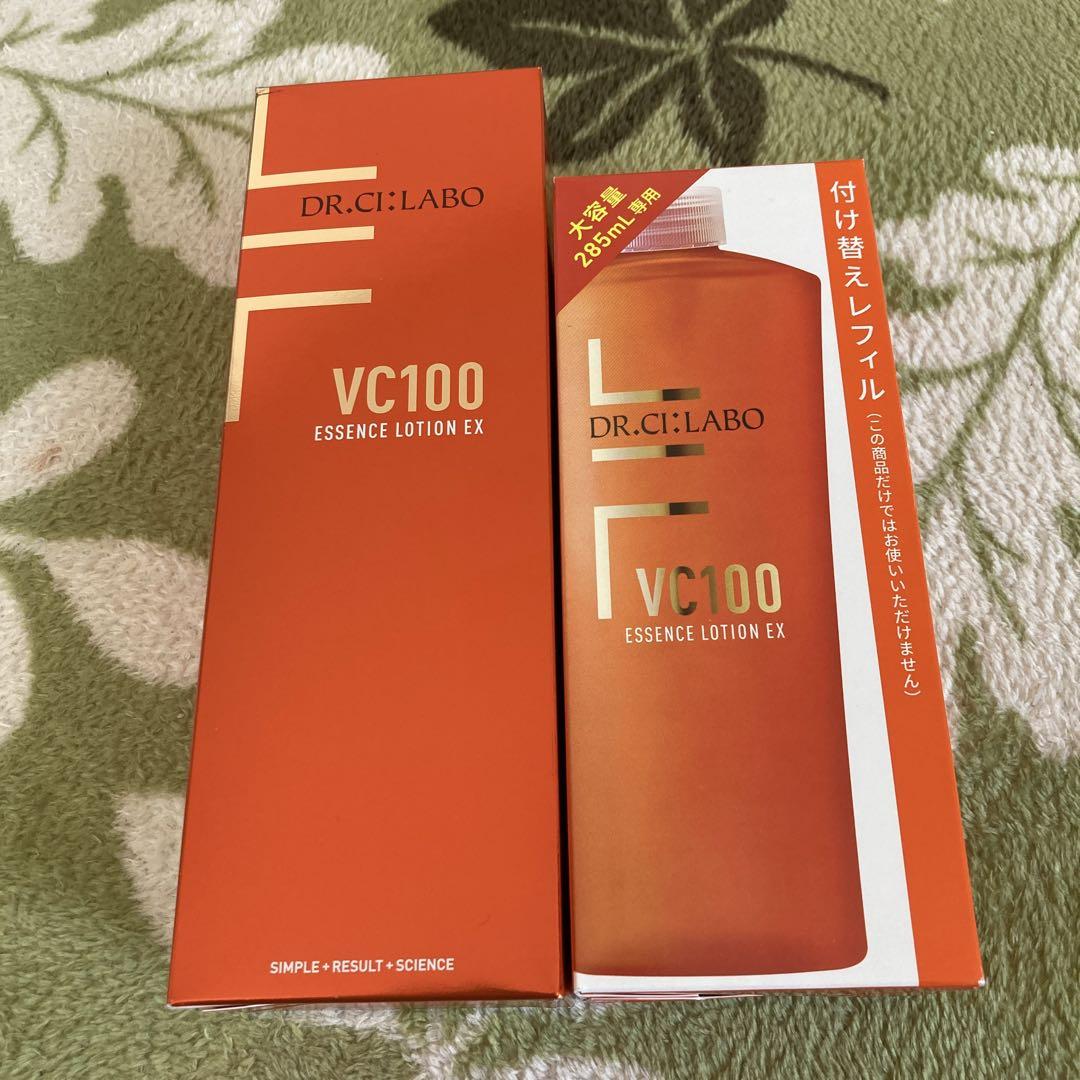 DR.CI:LABO
VC100
ESSENCE LOTION EX
SIMPLE+RESULT+SCIENCE
大容量
285mL専用
DR.CI:LABO
VC100
ESSENCE LOTION EX
付け替えレフィル(この商品だけではお使いいただけません)